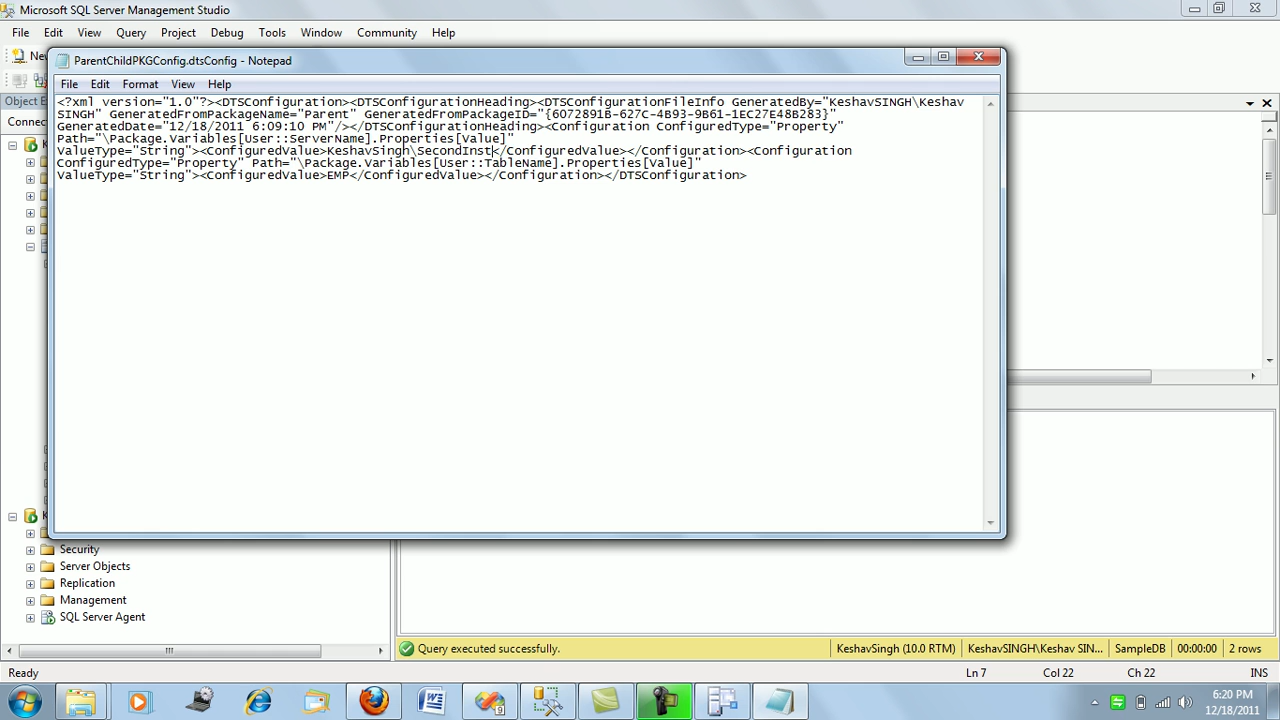 Microsoft SQL Server Management Studio
File Edit View Query Project Debug Tools Window Community Help
Ne
ParentChildPKGConfig.dtsConfig - Notepad
File Edit Format View Help
Object E
Connec
<?xml version="1.0"?><DTSConfiguration><DTSConfigurationHeading><DTSConfigurationFileInfo GeneratedBy="KeshavSINGH\Keshav
SINGH" GeneratedFromPackageName="Parent" GeneratedFromPackageID="{6072891B-627C-4B93-9B61-1EC27E48B283}"
GeneratedDate="12/18/2011 6:09:10 PM"/></DTSConfigurationHeading><Configuration ConfiguredType="Property"
Path="\Package.Variables[User::ServerName].Properties[Value]"
ValueType="String"><ConfiguredValue>KeshavSingh\SecondInst</ConfiguredValue></Configuration><Configuration
ConfiguredType="Property" Path="\Package.Variables[User::TableName].Properties[Value]"
ValueType="String"><ConfiguredValue>EMP</ConfiguredValue></Configuration></DTSConfiguration>
Security
Server Objects
Replication
Management
SQL Server Agent
Query executed successfully. KeshavSingh (10.0 RTM) KeshavSINGH\Keshav SIN... SampleDB 00:00:00 2 rows
Ready Ln 7 Col 22 Ch 22 INS
6:20 PM
12/18/2011